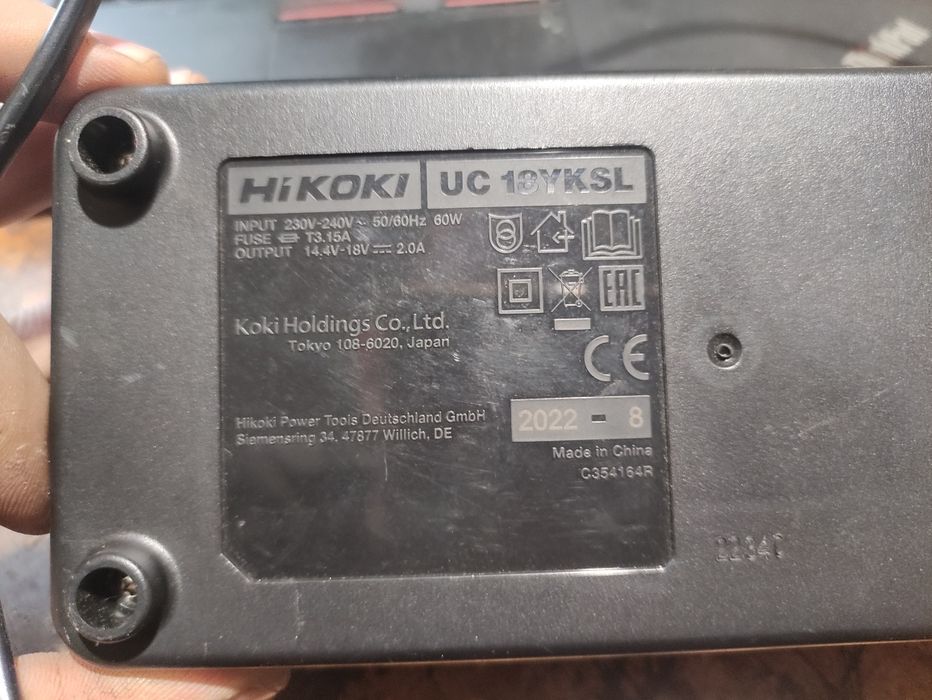 HiKOKI
UC 18YKSL
INPUT 230V-240V ~ 50/60Hz 60W
FUSE T3.15A
OUTPUT 14.4V-18V ⎓ 2.0A
EAC
Koki Holdings Co.,Ltd.
Tokyo 108-6020, Japan
CE
Hikoki Power Tools Deutschland GmbH
Siemensring 34, 47877 Willich, DE
2022 - 8
Made in China
C354164R